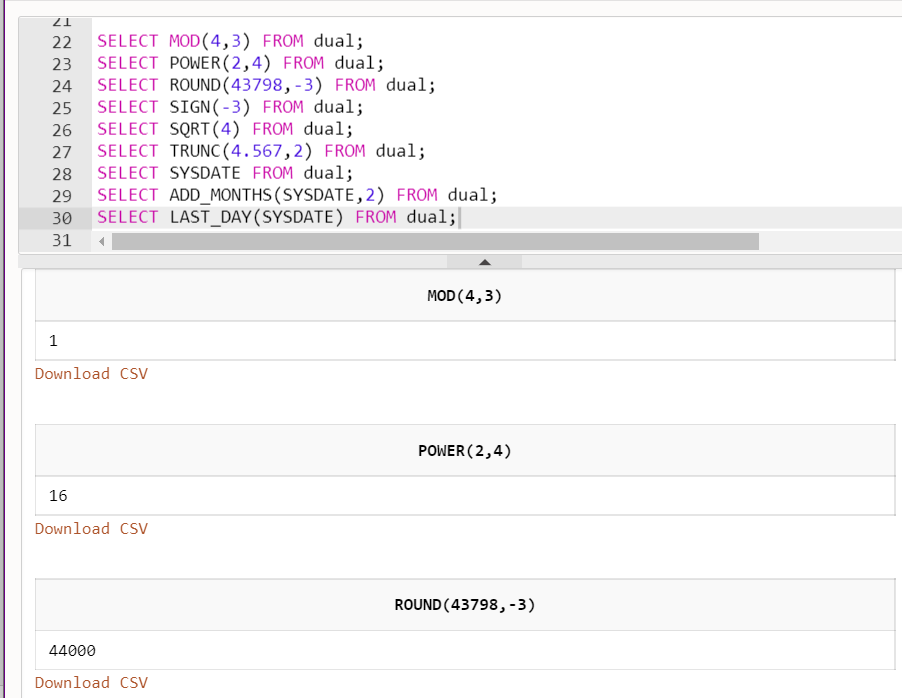 21
22 SELECT MOD(4,3) FROM dual;
23 SELECT POWER(2,4) FROM dual;
24 SELECT ROUND(43798,-3) FROM dual;
25 SELECT SIGN(-3) FROM dual;
26 SELECT SQRT(4) FROM dual;
27 SELECT TRUNC(4.567,2) FROM dual;
28 SELECT SYSDATE FROM dual;
29 SELECT ADD_MONTHS(SYSDATE,2) FROM dual;
30 SELECT LAST_DAY(SYSDATE) FROM dual;
31
MOD(4,3)
1
Download CSV
POWER(2,4)
16
Download CSV
ROUND(43798,-3)
44000
Download CSV